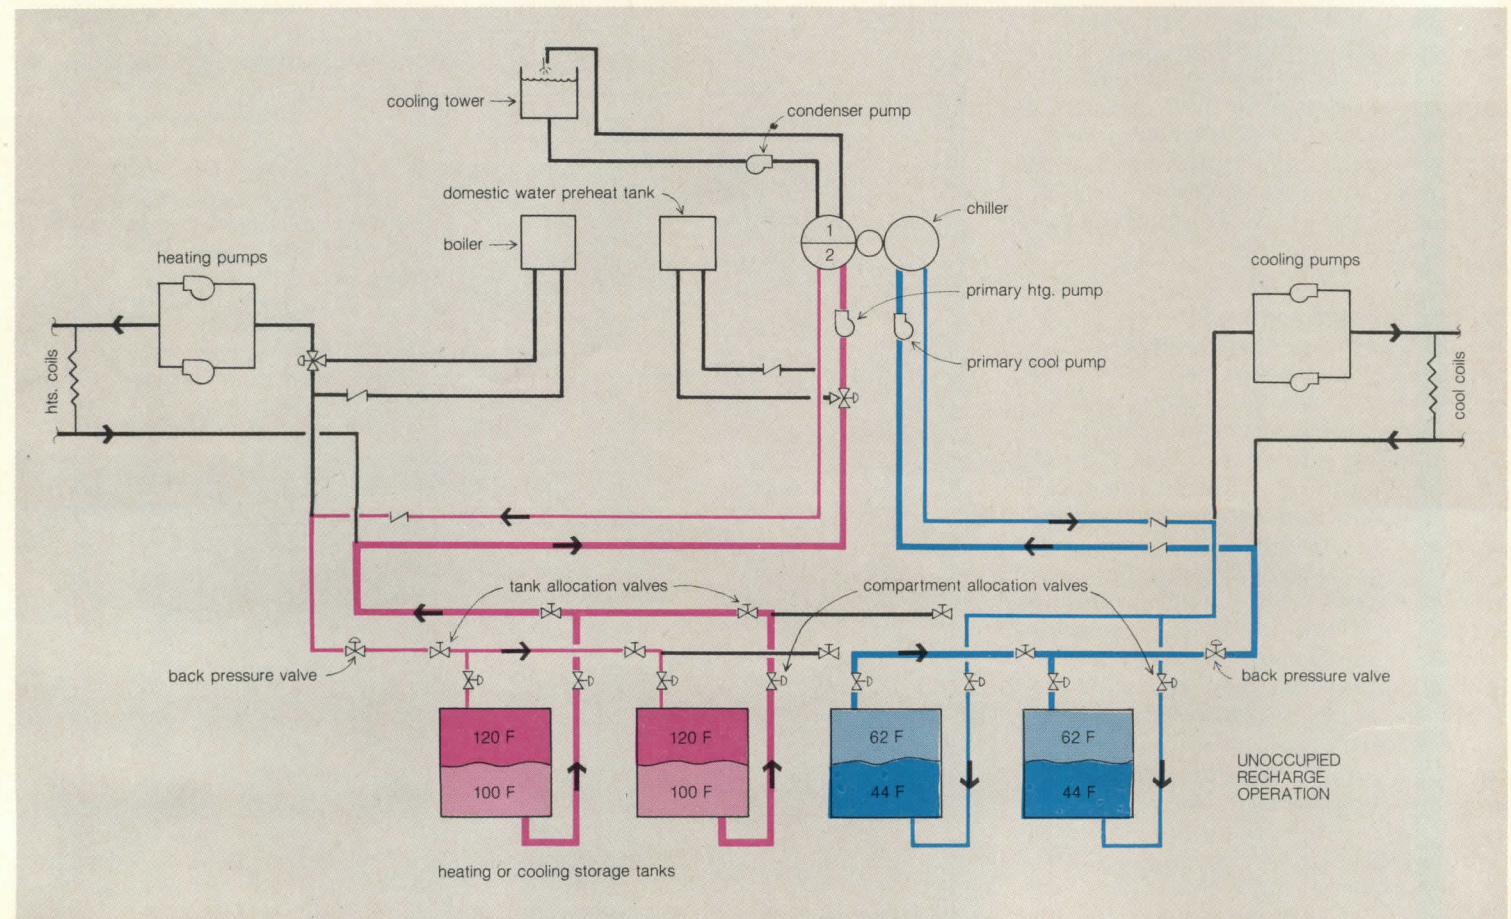 cooling tower
condenser pump
domestic water preheat tank
boiler
chiller
1
2
heating pumps
cooling pumps
primary htg. pump
primary cool pump
hts. coils
cool coils
tank allocation valves
compartment allocation valves
back pressure valve
back pressure valve
120 F
120 F
62 F
62 F
100 F
100 F
44 F
44 F
UNOCCUPIED
RECHARGE
OPERATION
heating or cooling storage tanks